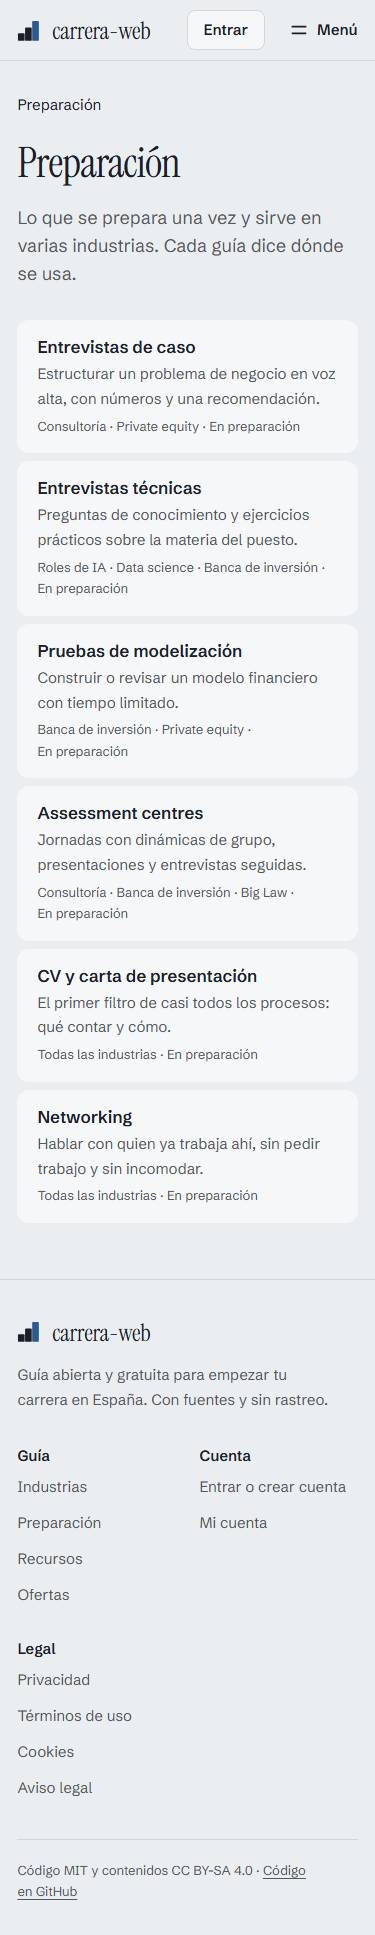 carrera-web
Entrar
Menú
Preparación
Preparación
Lo que se prepara una vez y sirve en
varias industrias. Cada guía dice dónde
se usa.
Entrevistas de caso
Estructurar un problema de negocio en voz
alta, con números y una recomendación.
Consultoría · Private equity · En preparación
Entrevistas técnicas
Preguntas de conocimiento y ejercicios
prácticos sobre la materia del puesto.
Roles de IA · Data science · Banca de inversión ·
En preparación
Pruebas de modelización
Construir o revisar un modelo financiero
con tiempo limitado.
Banca de inversión · Private equity ·
En preparación
Assessment centres
Jornadas con dinámicas de grupo,
presentaciones y entrevistas seguidas.
Consultoría · Banca de inversión · Big Law ·
En preparación
CV y carta de presentación
El primer filtro de casi todos los procesos:
qué contar y cómo.
Todas las industrias · En preparación
Networking
Hablar con quien ya trabaja ahí, sin pedir
trabajo y sin incomodar.
Todas las industrias · En preparación
carrera-web
Guía abierta y gratuita para empezar tu
carrera en España. Con fuentes y sin rastreo.
Guía
Industrias
Preparación
Recursos
Ofertas
Cuenta
Entrar o crear cuenta
Mi cuenta
Legal
Privacidad
Términos de uso
Cookies
Aviso legal
Código MIT y contenidos CC BY-SA 4.0 · Código
en GitHub